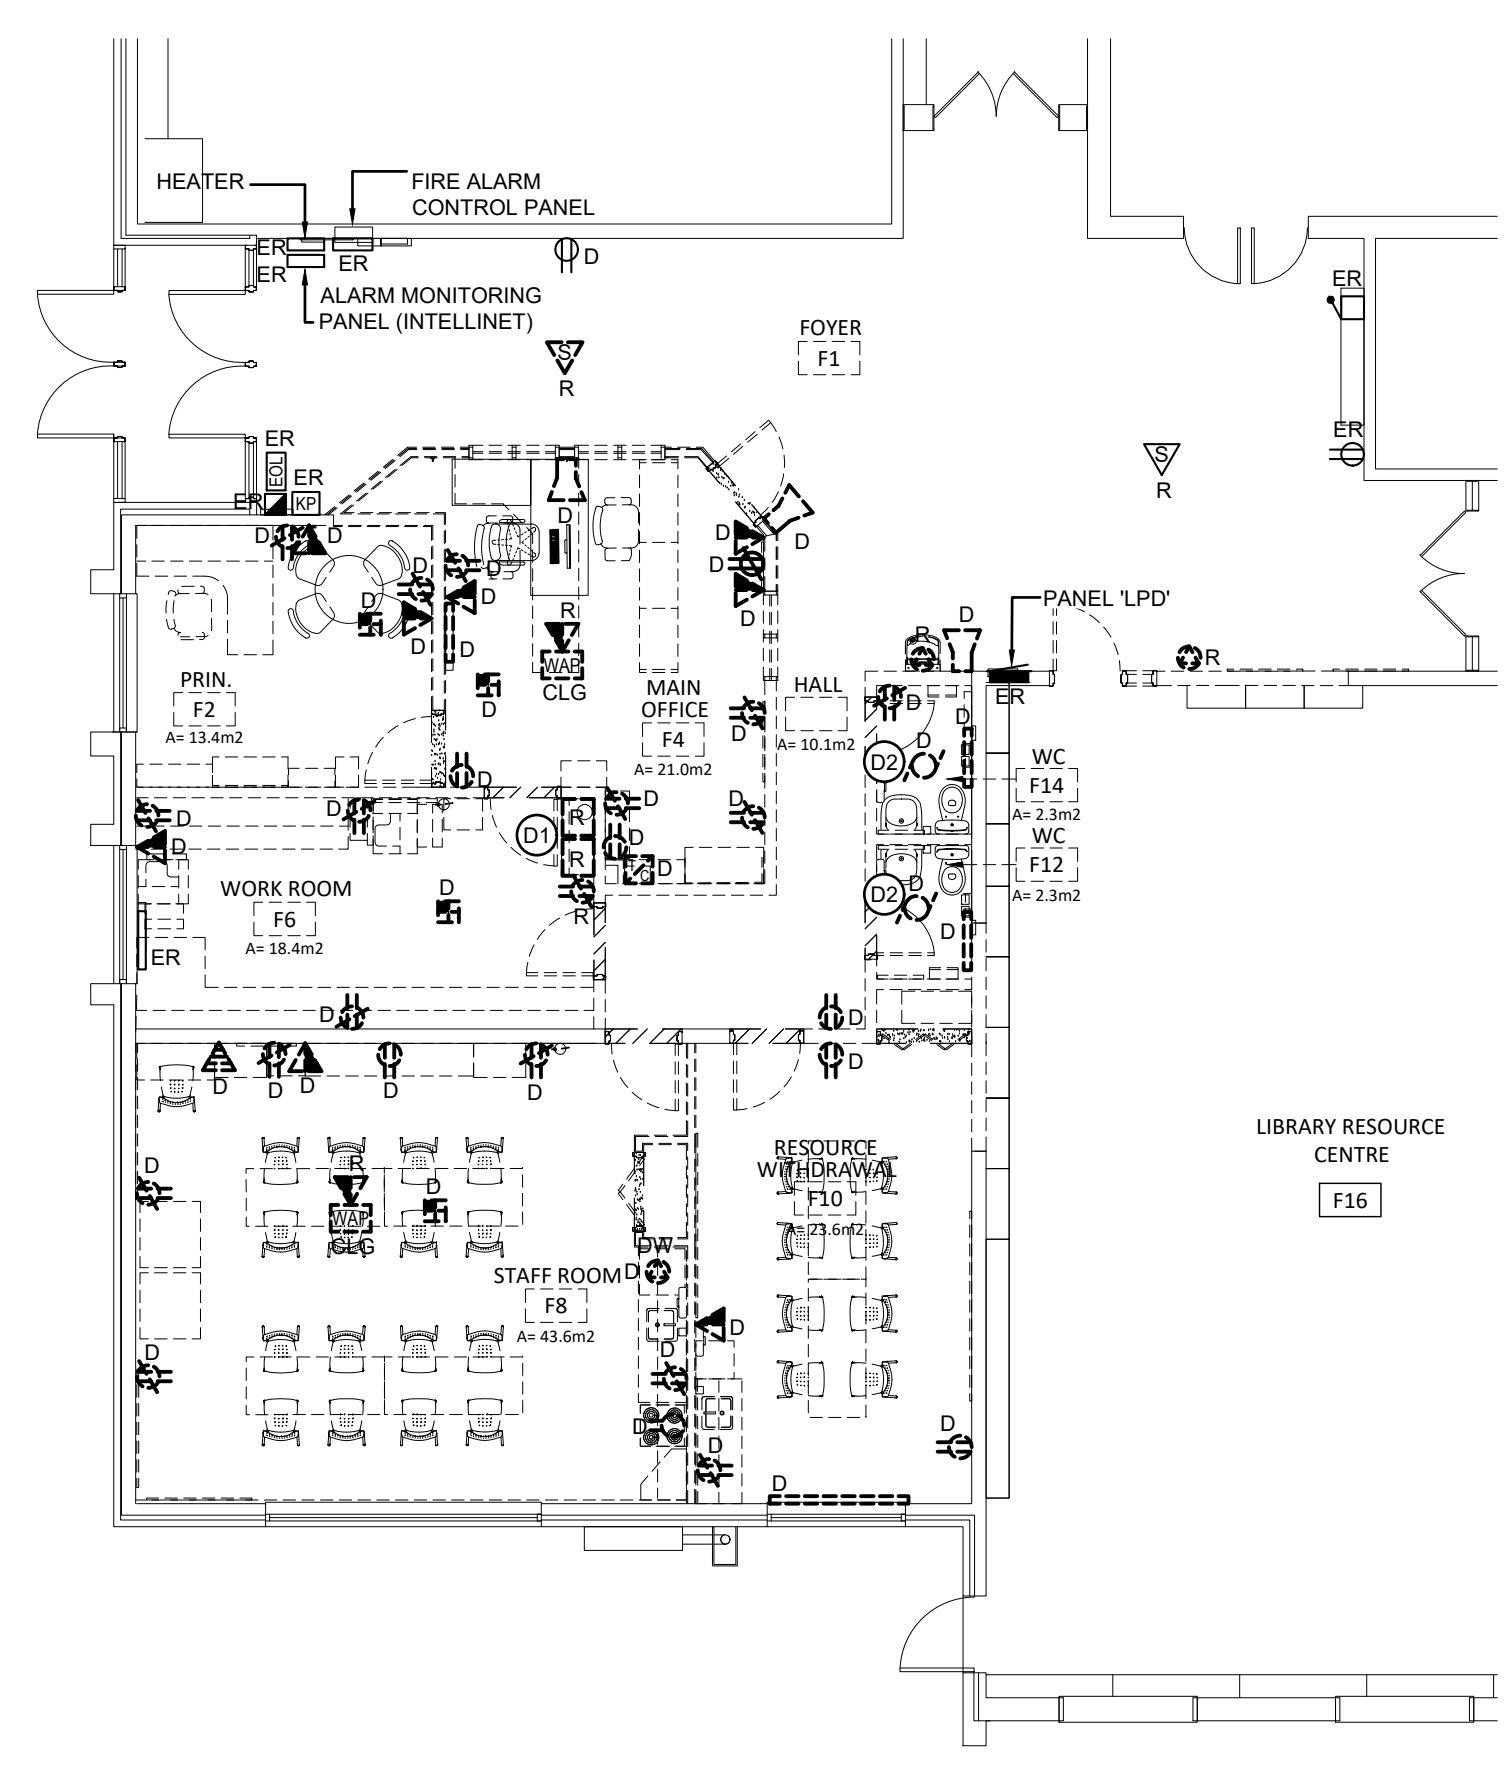 HEATER
FIRE ALARM
CONTROL PANEL
ER
ER
ER
D
ALARM MONITORING
PANEL (INTELLINET)
ER
FOYER
F1
S
R
ER
S
R
ER
EOL
ER
ER
KP
D
D
D
D
D
D
D
D
D
D
D
D
D
D
R
WAP
CLG
D
PRIN.
F2
A= 13.4m2
MAIN
OFFICE
F4
A= 21.0m2
HALL
A= 10.1m2
PANEL 'LPD'
R
D
R
ER
D
D
D
D2
D
WC
F14
A= 2.3m2
D
D
D
D
D
D
D1
R
R
D
D
C
D
R
WC
F12
A= 2.3m2
D2
D
D
WORK ROOM
F6
A= 18.4m2
D
ER
D
D
D
D
D
D
D
D
D
R
WAP
CLG
D
D
RESOURCE
WITHDRAWAL
F10
A= 23.6m2
LIBRARY RESOURCE
CENTRE
F16
DW
D
STAFF ROOM
F8
A= 43.6m2
D
D
D
D
D
D
D